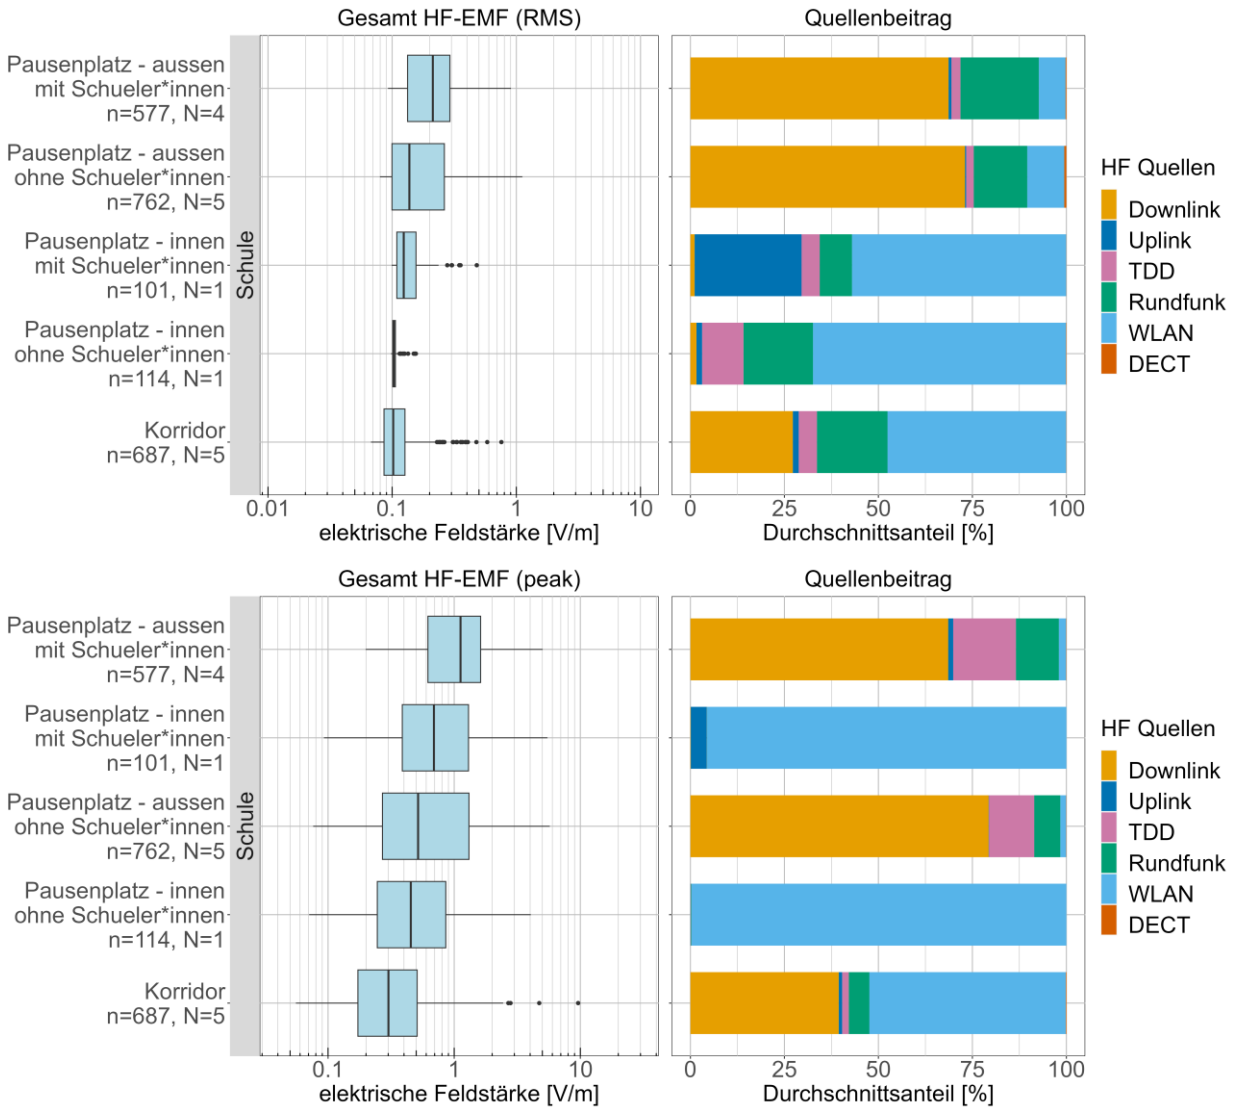 Gesamt HF-EMF (RMS)
Quellenbeitrag
Pausenplatz - aussen
mit Schueler*innen
n=577, N=4
Pausenplatz - aussen
ohne Schueler*innen
n=762, N=5
Pausenplatz - innen
mit Schueler*innen
n=101, N=1
Pausenplatz - innen
ohne Schueler*innen
n=114, N=1
Korridor
n=687, N=5
Schule
0.01 0.1 1 10
elektrische Feldstärke [V/m]
0 25 50 75 100
Durchschnittsanteil [%]
HF Quellen
Downlink
Uplink
TDD
Rundfunk
WLAN
DECT
Gesamt HF-EMF (peak)
Quellenbeitrag
Pausenplatz - aussen
mit Schueler*innen
n=577, N=4
Pausenplatz - innen
mit Schueler*innen
n=101, N=1
Pausenplatz - aussen
ohne Schueler*innen
n=762, N=5
Pausenplatz - innen
ohne Schueler*innen
n=114, N=1
Korridor
n=687, N=5
Schule
0.1 1 10
elektrische Feldstärke [V/m]
0 25 50 75 100
Durchschnittsanteil [%]
HF Quellen
Downlink
Uplink
TDD
Rundfunk
WLAN
DECT